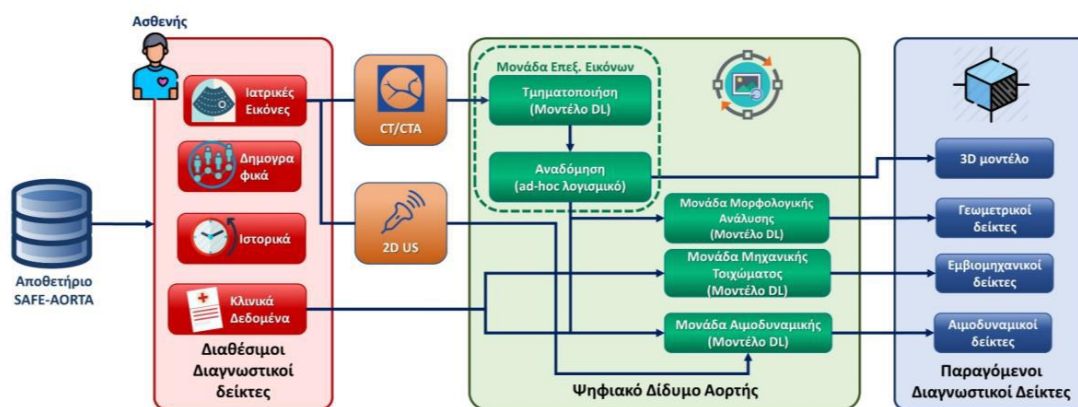 Ασθενής
Αποθετήριο
SAFE-AORTA
Ιατρικές
Εικόνες
Δημογρα
φικά
Ιστορικά
Κλινικά
Δεδομένα
Διαθέσιμοι
Διαγνωστικοί
δείκτες
CT/CTA
2D US
Μονάδα Επεξ. Εικόνων
Τμηματοποίηση
(Μοντέλο DL)
Αναδόμηση
(ad-hoc λογισμικό)
Μονάδα Μορφολογικής
Ανάλυσης
(Μοντέλο DL)
Μονάδα Μηχανικής
Τοιχώματος
(Μοντέλο DL)
Μονάδα Αιμοδυναμικής
(Μοντέλο DL)
Ψηφιακό Δίδυμο Αορτής
3D μοντέλο
Γεωμετρικοί
δείκτες
Εμβιομηχανικοί
δείκτες
Αιμοδυναμικοί
δείκτες
Παραγόμενοι
Διαγνωστικοί Δείκτες